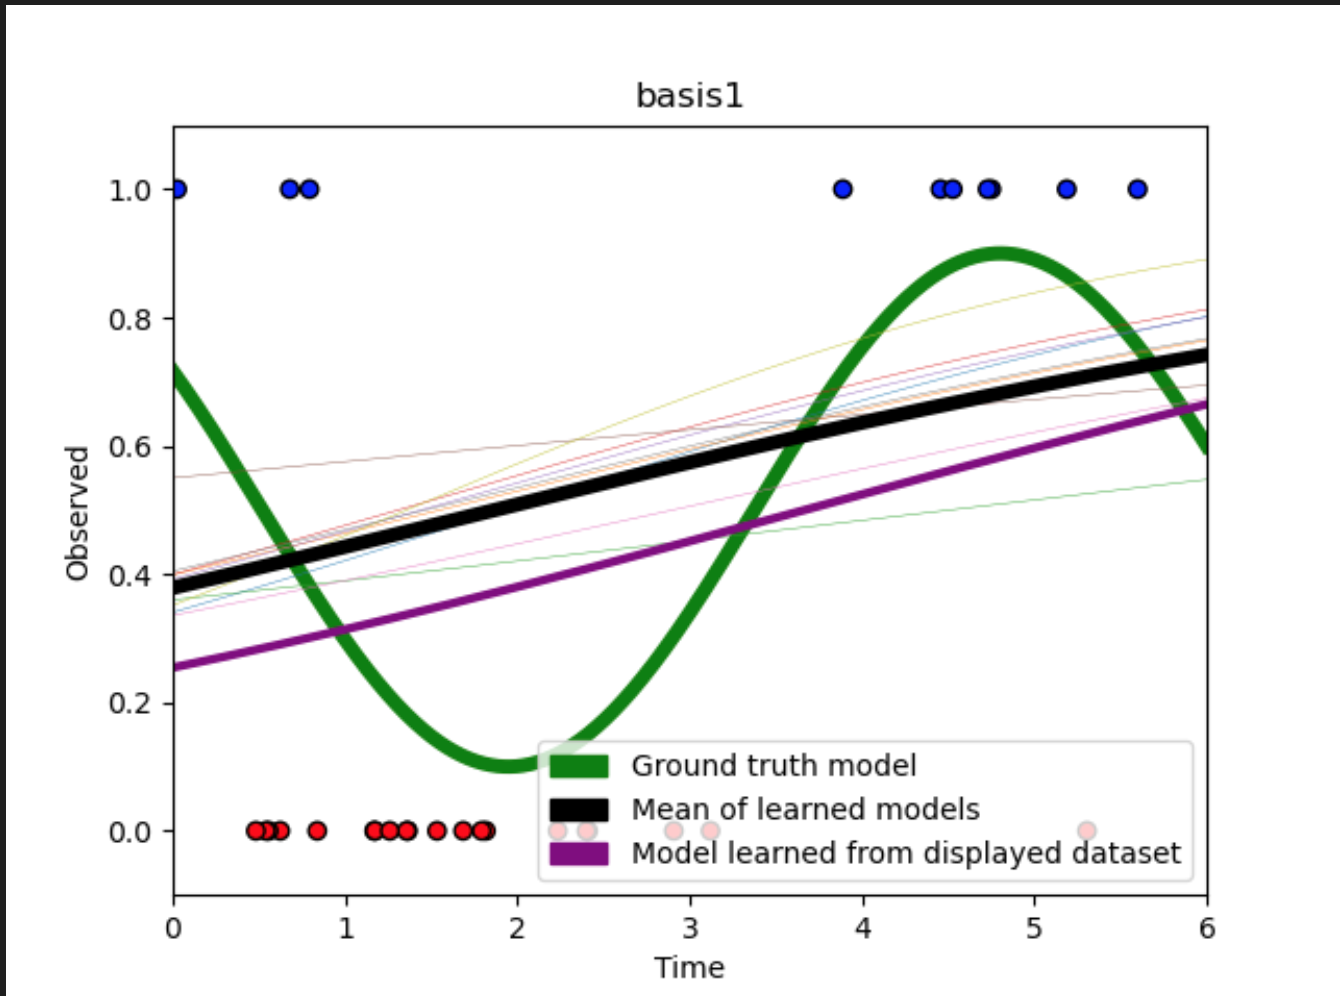 basis1
1.0
0.8
0.6
0.4
0.2
0.0
Observed
Ground truth model
Mean of learned models
Model learned from displayed dataset
0 1 2 3 4 5 6
Time